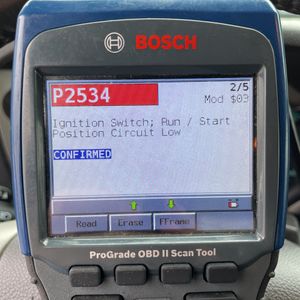 BOSCH
P2534
2/5
Mod $03
Ignition Switch; Run / Start
Position Circuit Low
CONFIRMED
Read
Erase
FFrame
ProGrade OBD II Scan Tool